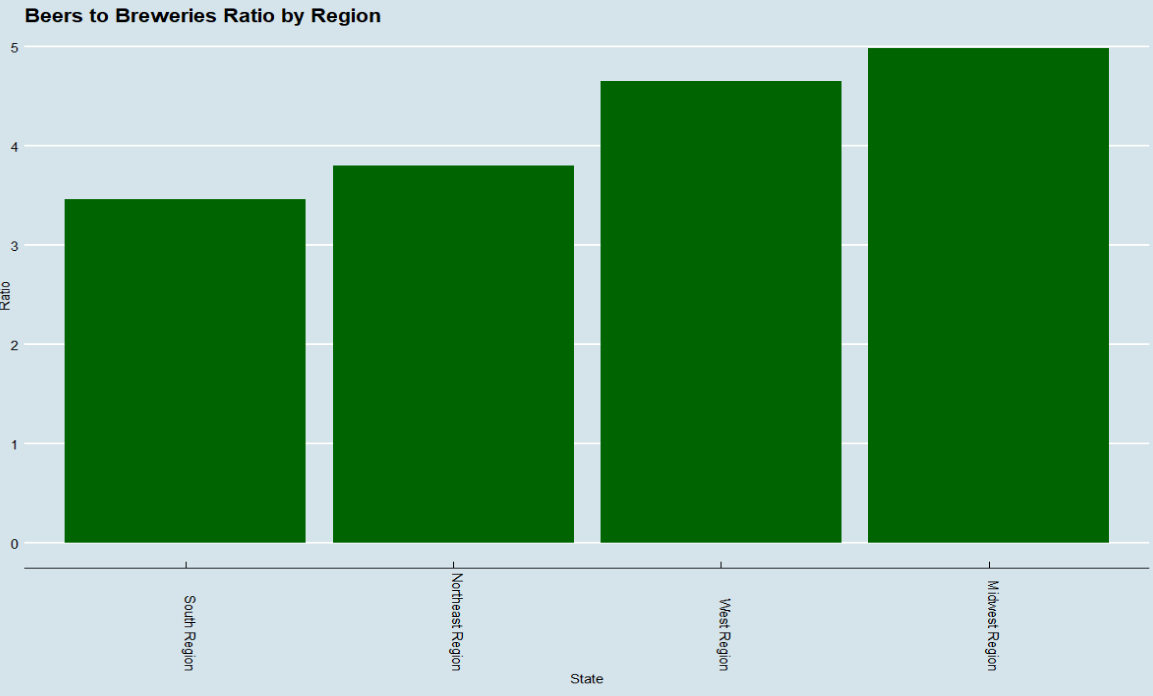 Beers to Breweries Ratio by Region
5
4
3
2
1
0
Ratio
South Region
Northeast Region
West Region
Midwest Region
State